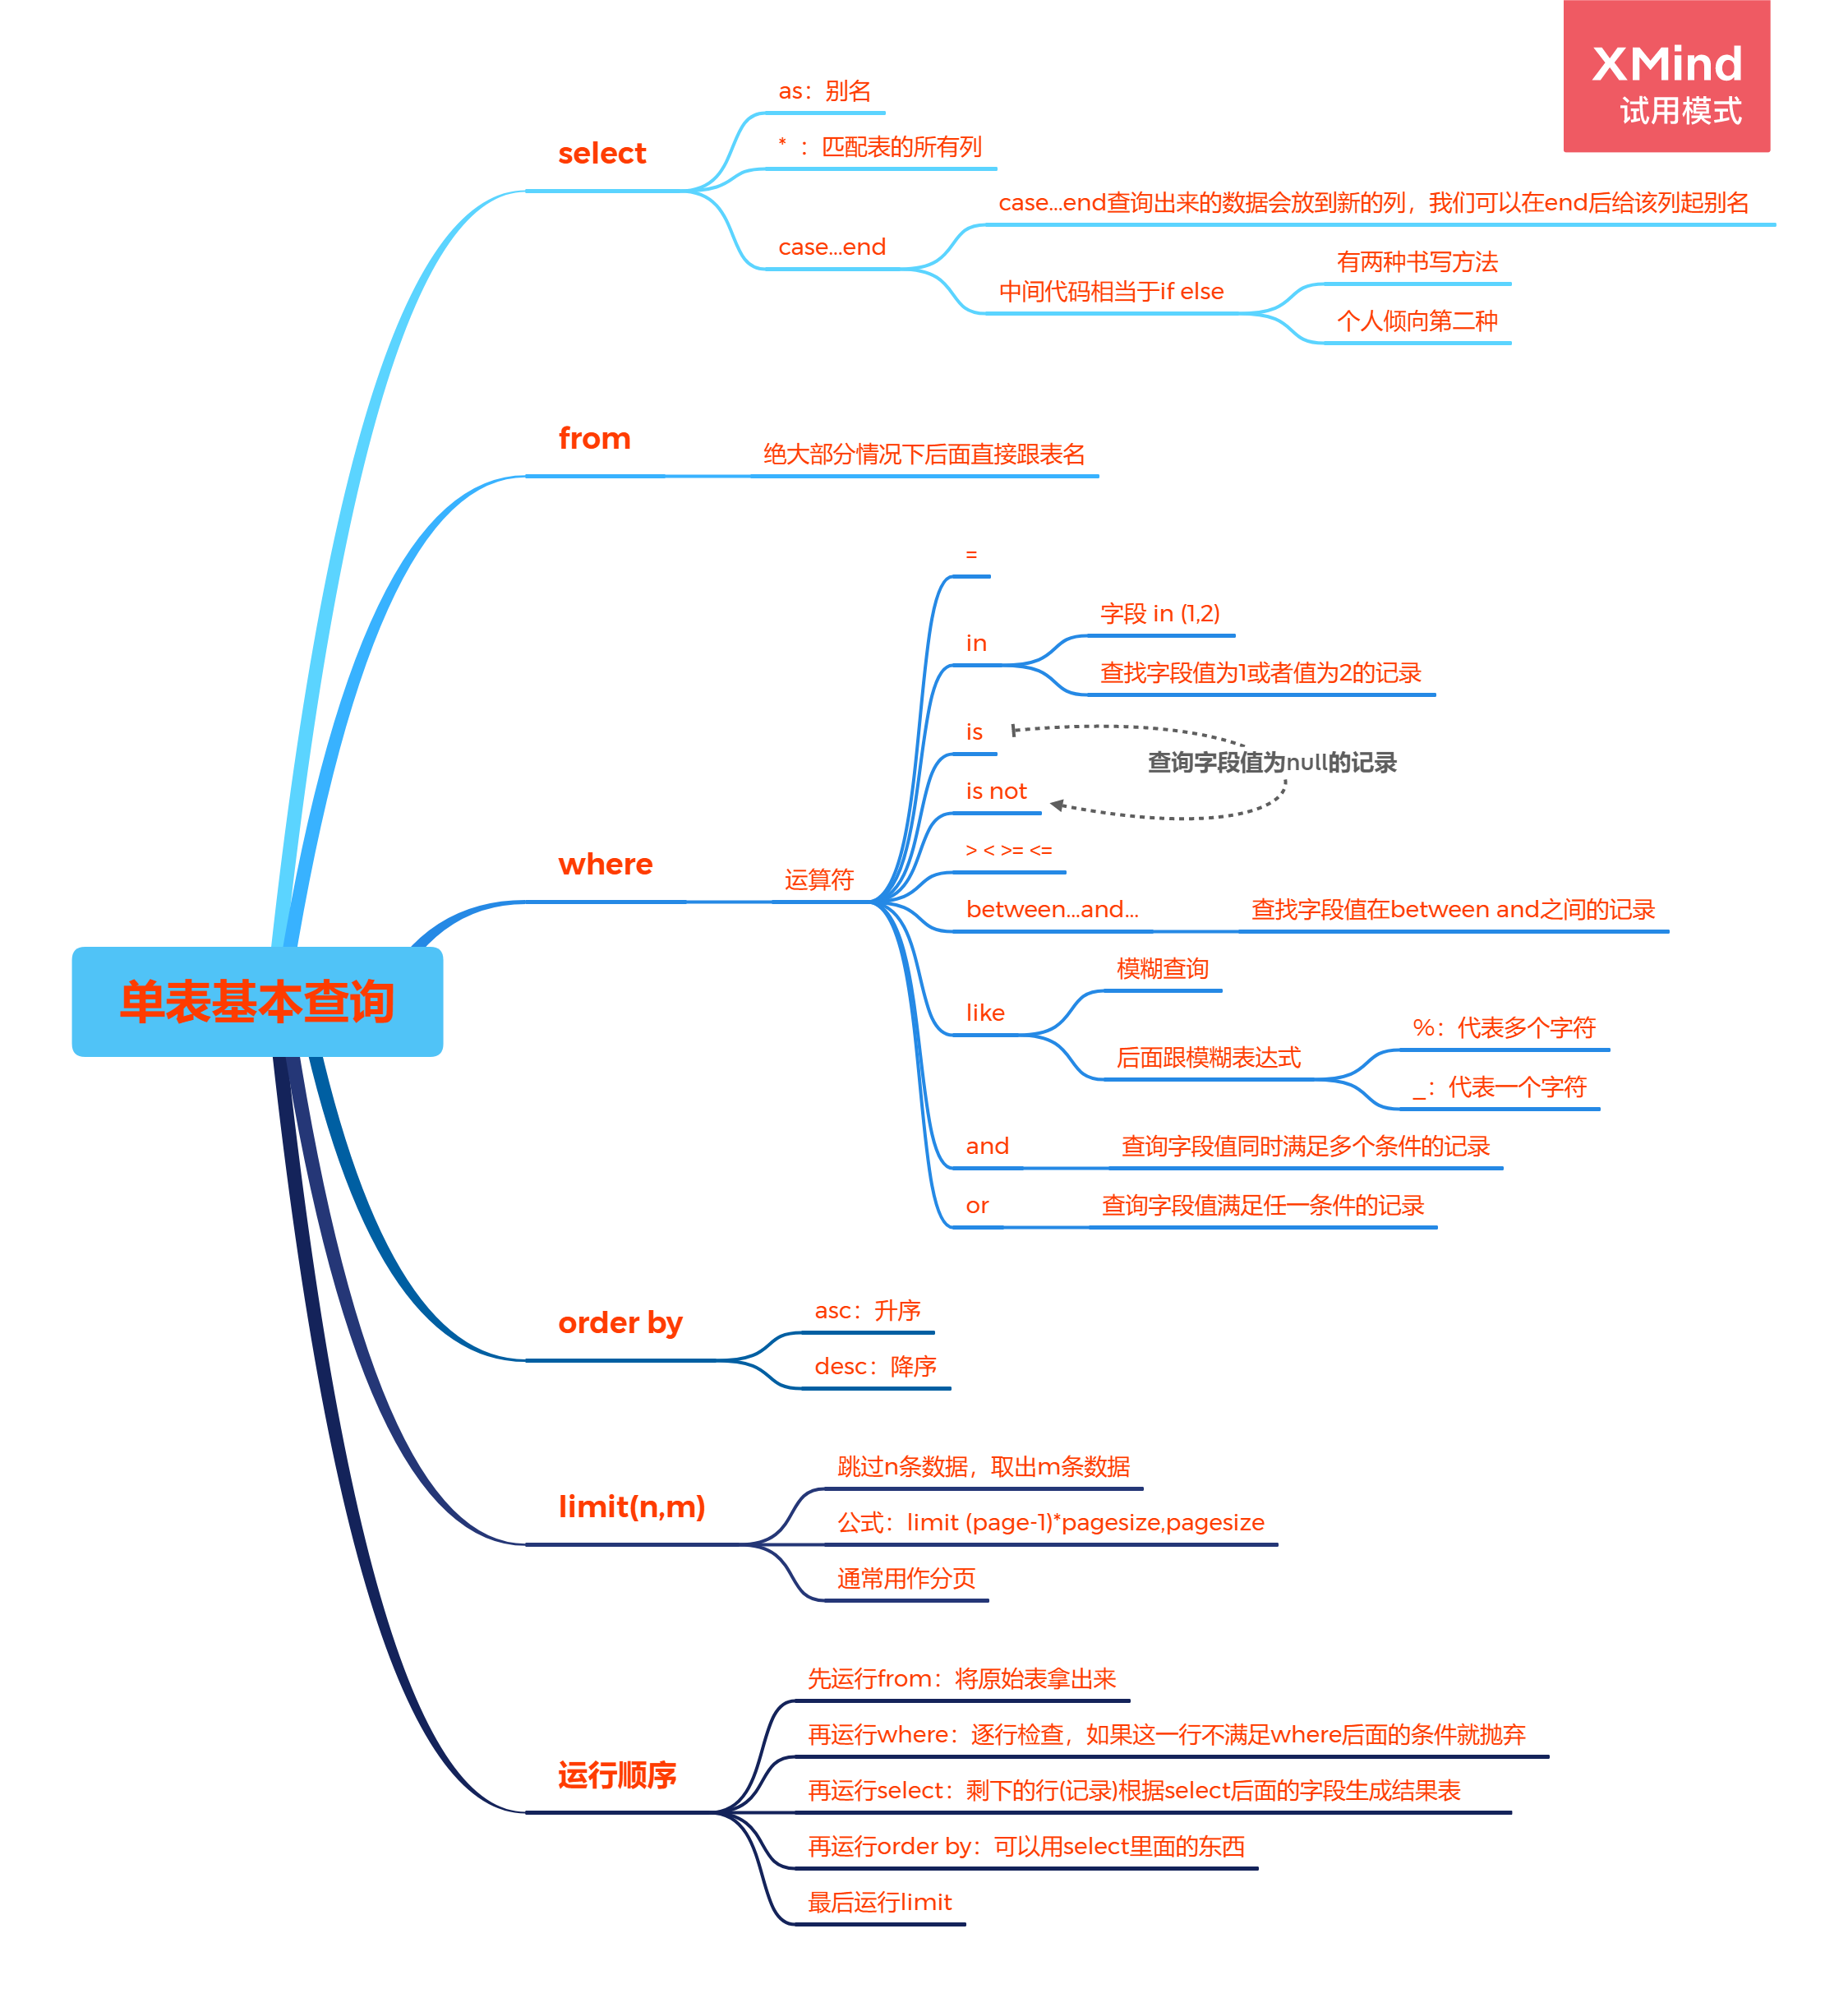 XMind
试用模式
单表基本查询
select
as：别名
* ：匹配表的所有列
case...end
case...end查询出来的数据会放到新的列，我们可以在end后给该列起别名
中间代码相当于if else
有两种书写方法
个人倾向第二种
from
绝大部分情况下后面直接跟表名
where
运算符
=
in
字段 in (1,2)
查找字段值为1或者值为2的记录
is
is not
查询字段值为null的记录
> < >= <=
between...and...
查找字段值在between and之间的记录
like
模糊查询
后面跟模糊表达式
%：代表多个字符
_：代表一个字符
and
查询字段值同时满足多个条件的记录
or
查询字段值满足任一条件的记录
order by
asc：升序
desc：降序
limit(n,m)
跳过n条数据，取出m条数据
公式：limit (page-1)*pagesize,pagesize
通常用作分页
运行顺序
先运行from：将原始表拿出来
再运行where：逐行检查，如果这一行不满足where后面的条件就抛弃
再运行select：剩下的行(记录)根据select后面的字段生成结果表
再运行order by：可以用select里面的东西
最后运行limit